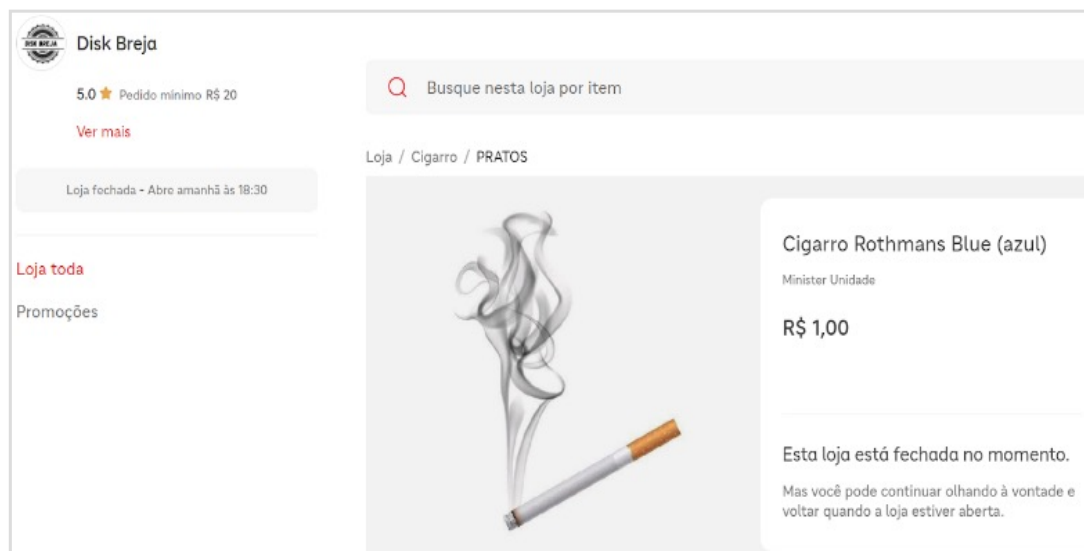 DISK BREJA
Disk Breja
5.0 Pedido mínimo R$ 20
Ver mais
Loja fechada - Abre amanhã às 18:30
Loja toda
Promoções
Busque nesta loja por item
Loja / Cigarro / PRATOS
Cigarro Rothmans Blue (azul)
Minister Unidade
R$ 1,00
Esta loja está fechada no momento.
Mas você pode continuar olhando à vontade e
voltar quando a loja estiver aberta.